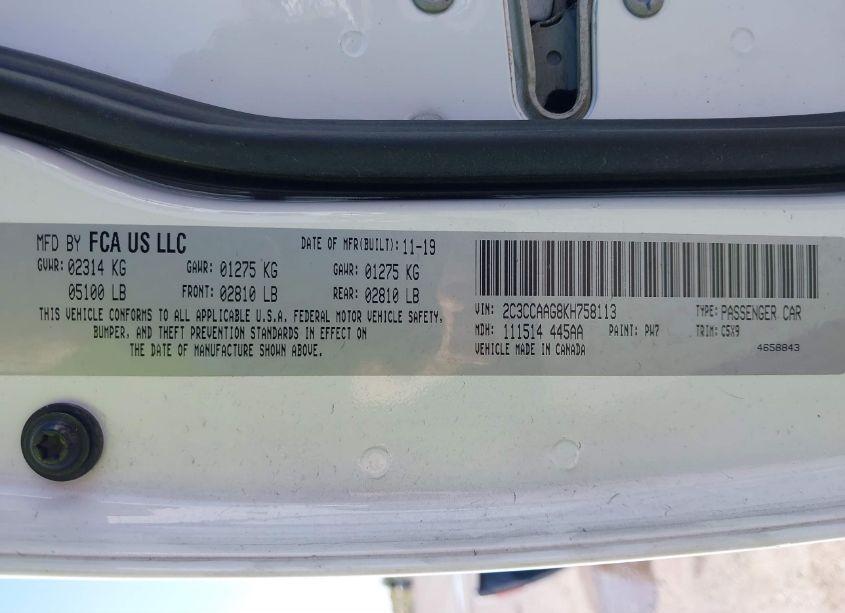 MFD BY FCA US LLC DATE OF MFR(BUILT): 11-19
GVWR: 02314 KG GAWR: 01275 KG GAWR: 01275 KG
05100 LB FRONT: 02810 LB REAR: 02810 LB
THIS VEHICLE CONFORMS TO ALL APPLICABLE U.S.A. FEDERAL MOTOR VEHICLE SAFETY,
BUMPER, AND THEFT PREVENTION STANDARDS IN EFFECT ON
THE DATE OF MANUFACTURE SHOWN ABOVE.
VIN: 2C3CCAAG8KH758113 TYPE: PASSENGER CAR
MDH: 111514 445AA PAINT: PW7 TRIM: C5X9
VEHICLE MADE IN CANADA 4658843